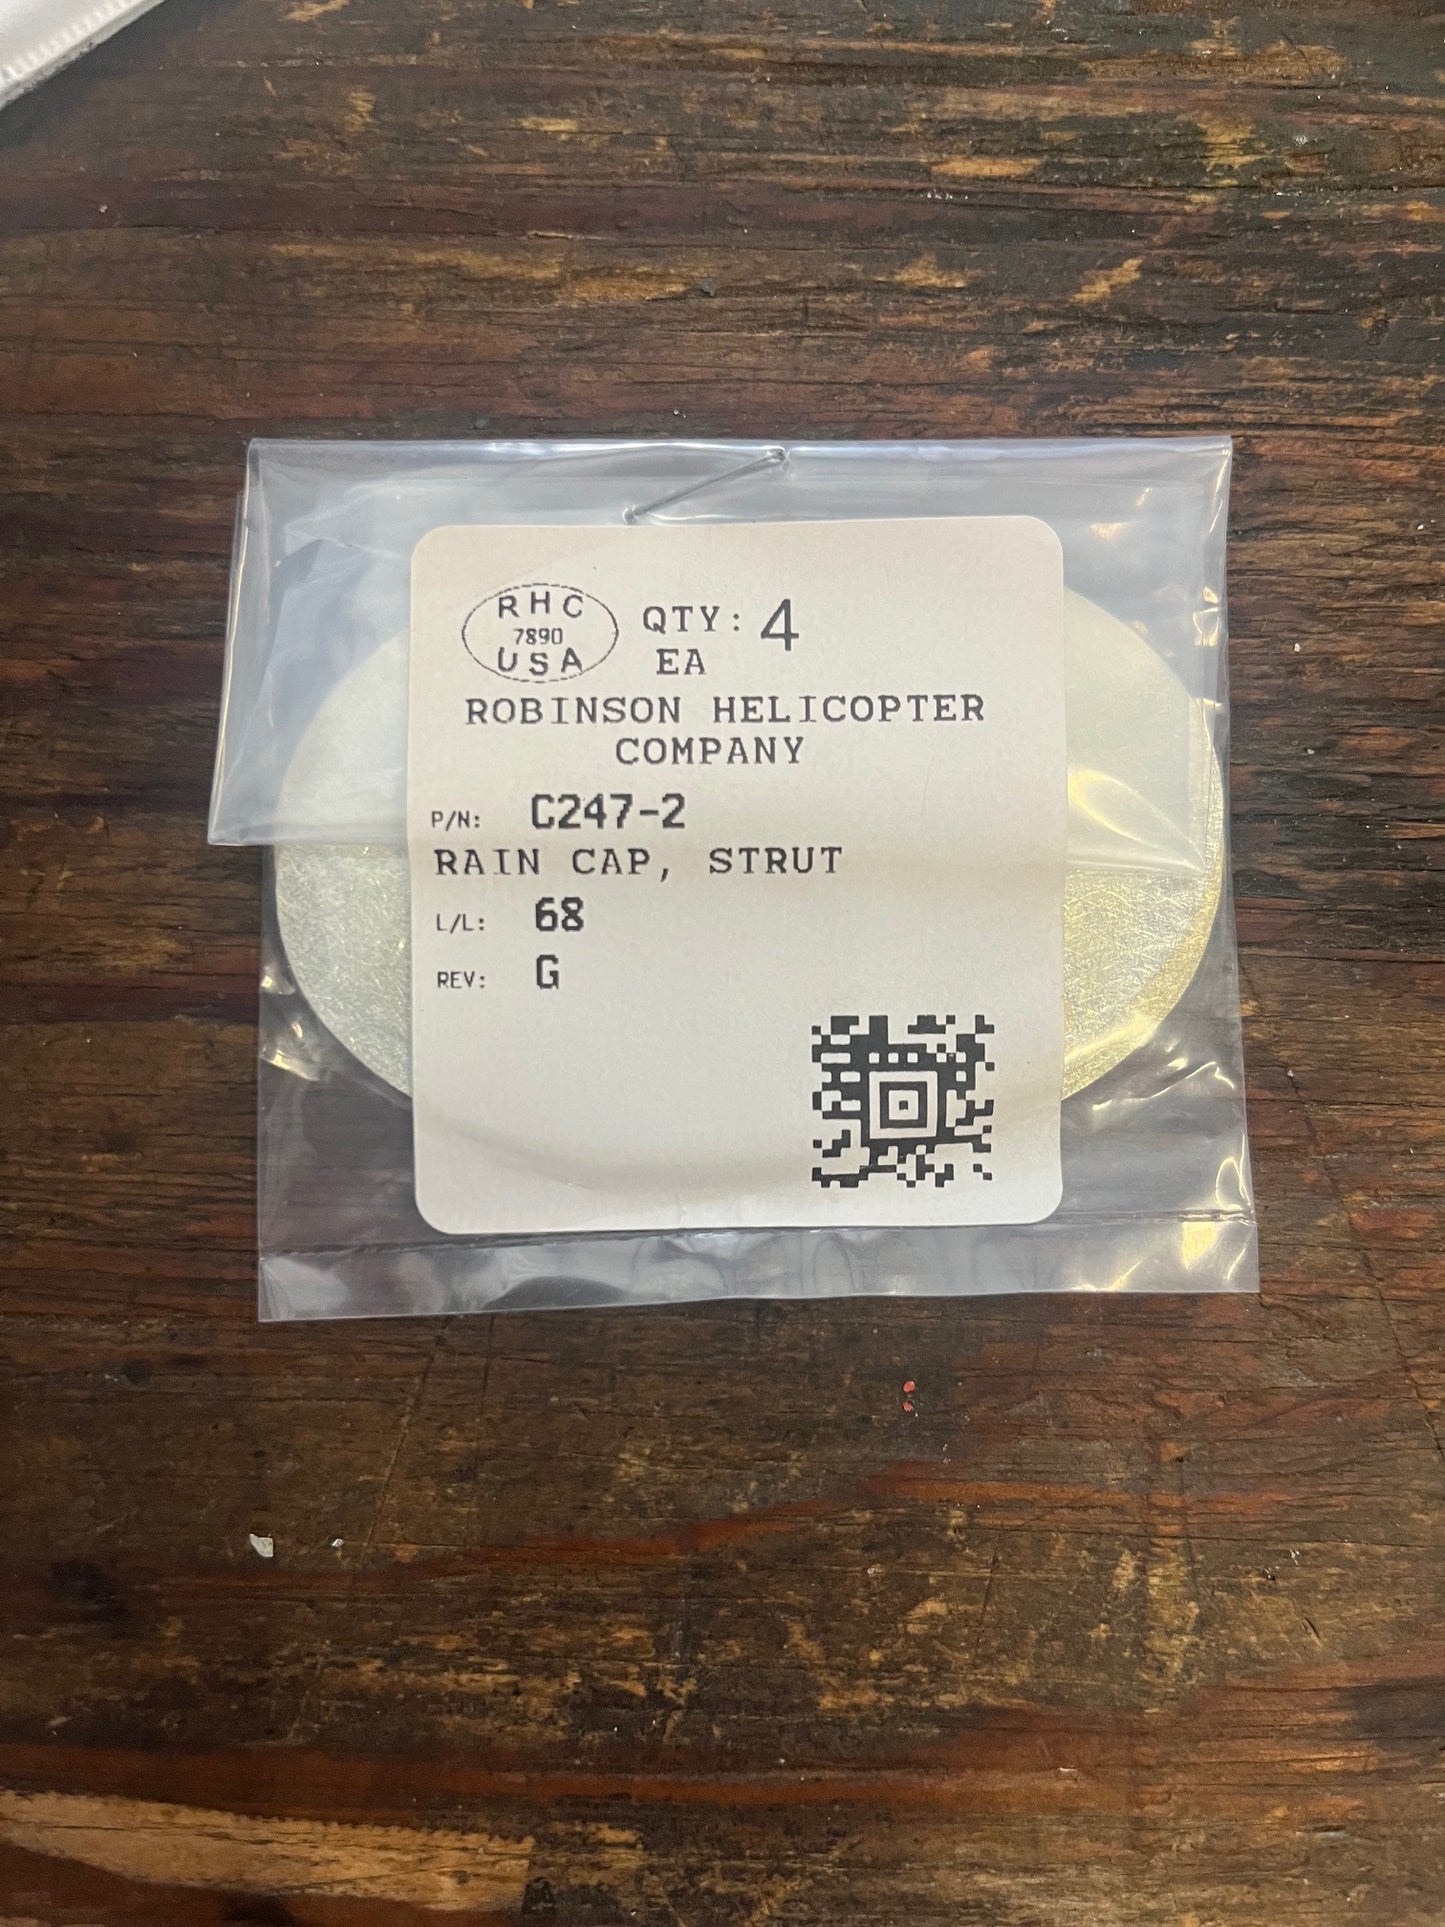 RHC
7890
USA
QTY: 4
EA
ROBINSON HELICOPTER
COMPANY
P/N: C247-2
RAIN CAP, STRUT
L/L: 68
REV: G